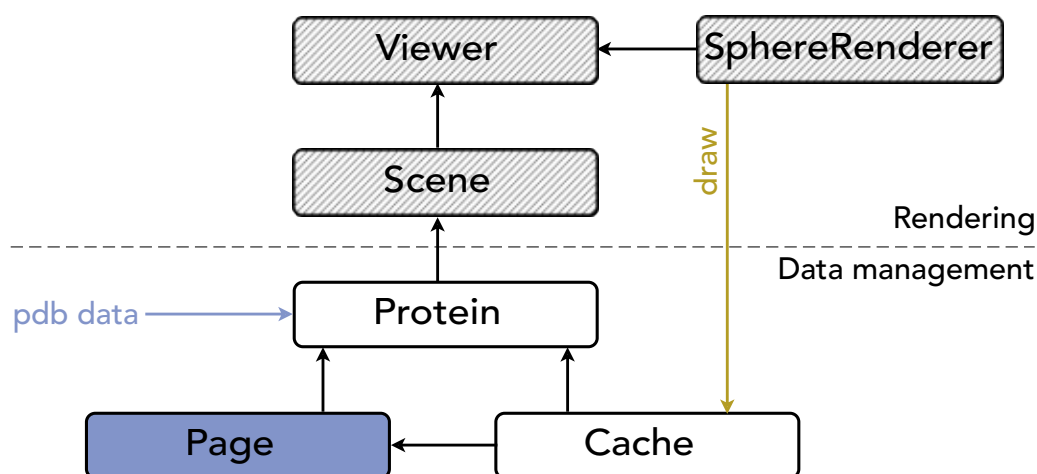 Viewer
SphereRenderer
draw
Scene
Rendering
Data management
pdb data
Protein
Page
Cache